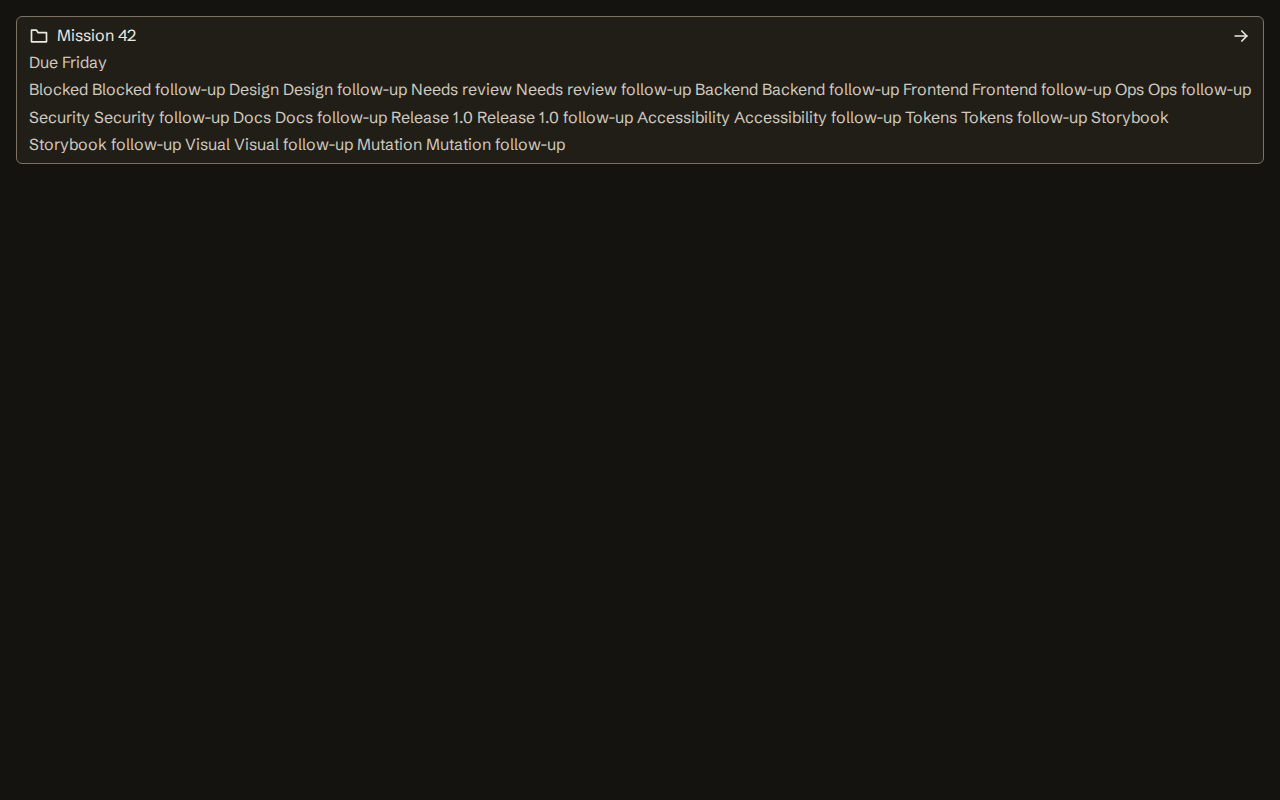 Mission 42
Due Friday
Blocked Blocked follow-up Design Design follow-up Needs review Needs review follow-up Backend Backend follow-up Frontend Frontend follow-up Ops Ops follow-up
Security Security follow-up Docs Docs follow-up Release 1.0 Release 1.0 follow-up Accessibility Accessibility follow-up Tokens Tokens follow-up Storybook
Storybook follow-up Visual Visual follow-up Mutation Mutation follow-up